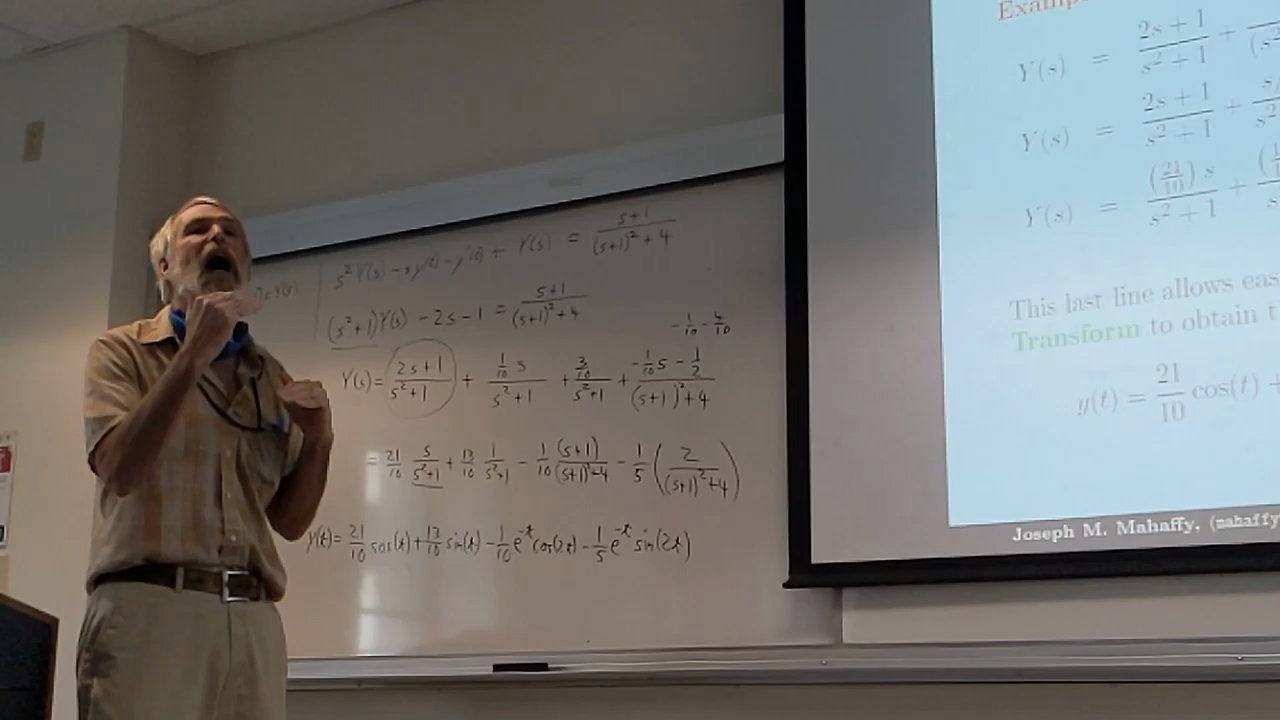 s²Y(s) - sy(0) - y'(0) + Y(s) = (s+1)/((s+1)²+4)
(s²+1)Y(s) - 2s - 1 = (s+1)/((s+1)²+4)
-1/10 - 4/10
Y(s) = (2s+1)/(s²+1) + (1/10 s)/(s²+1) + (3/10)/(s²+1) + (-1/10 s - 1/2)/((s+1)²+4)
= 21/10 s/(s²+1) + 13/10 1/(s²+1) - 1/10 (s+1)/((s+1)²+4) - 1/5 (2/((s+1)²+4))
y(t) = 21/10 cos(t) + 13/10 sin(t) - 1/10 e^-t cos(2t) - 1/5 e^-t sin(2t)
Y(s) = (2s+1)/(s²+1) +
Y(s) = (2s+1)/(s²+1) +
Y(s) = ((21/10) s)/(s²+1) +
This last line allows
Transform to obtain
y(t) = 21/10 cos(t) +
Joseph M. Mahaffy,